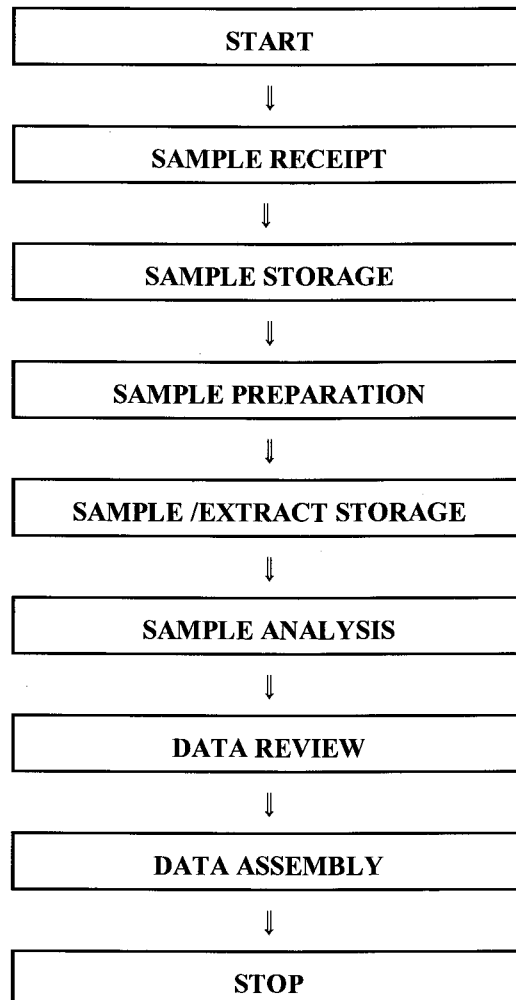 START
⇓
SAMPLE RECEIPT
⇓
SAMPLE STORAGE
⇓
SAMPLE PREPARATION
⇓
SAMPLE /EXTRACT STORAGE
⇓
SAMPLE ANALYSIS
⇓
DATA REVIEW
⇓
DATA ASSEMBLY
⇓
STOP